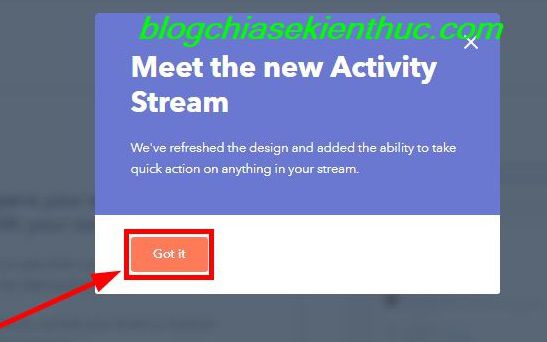 blogchiasekienthuc.com
Meet the new Activity
Stream
We've refreshed the design and added the ability to take
quick action on anything in your stream.
Got it